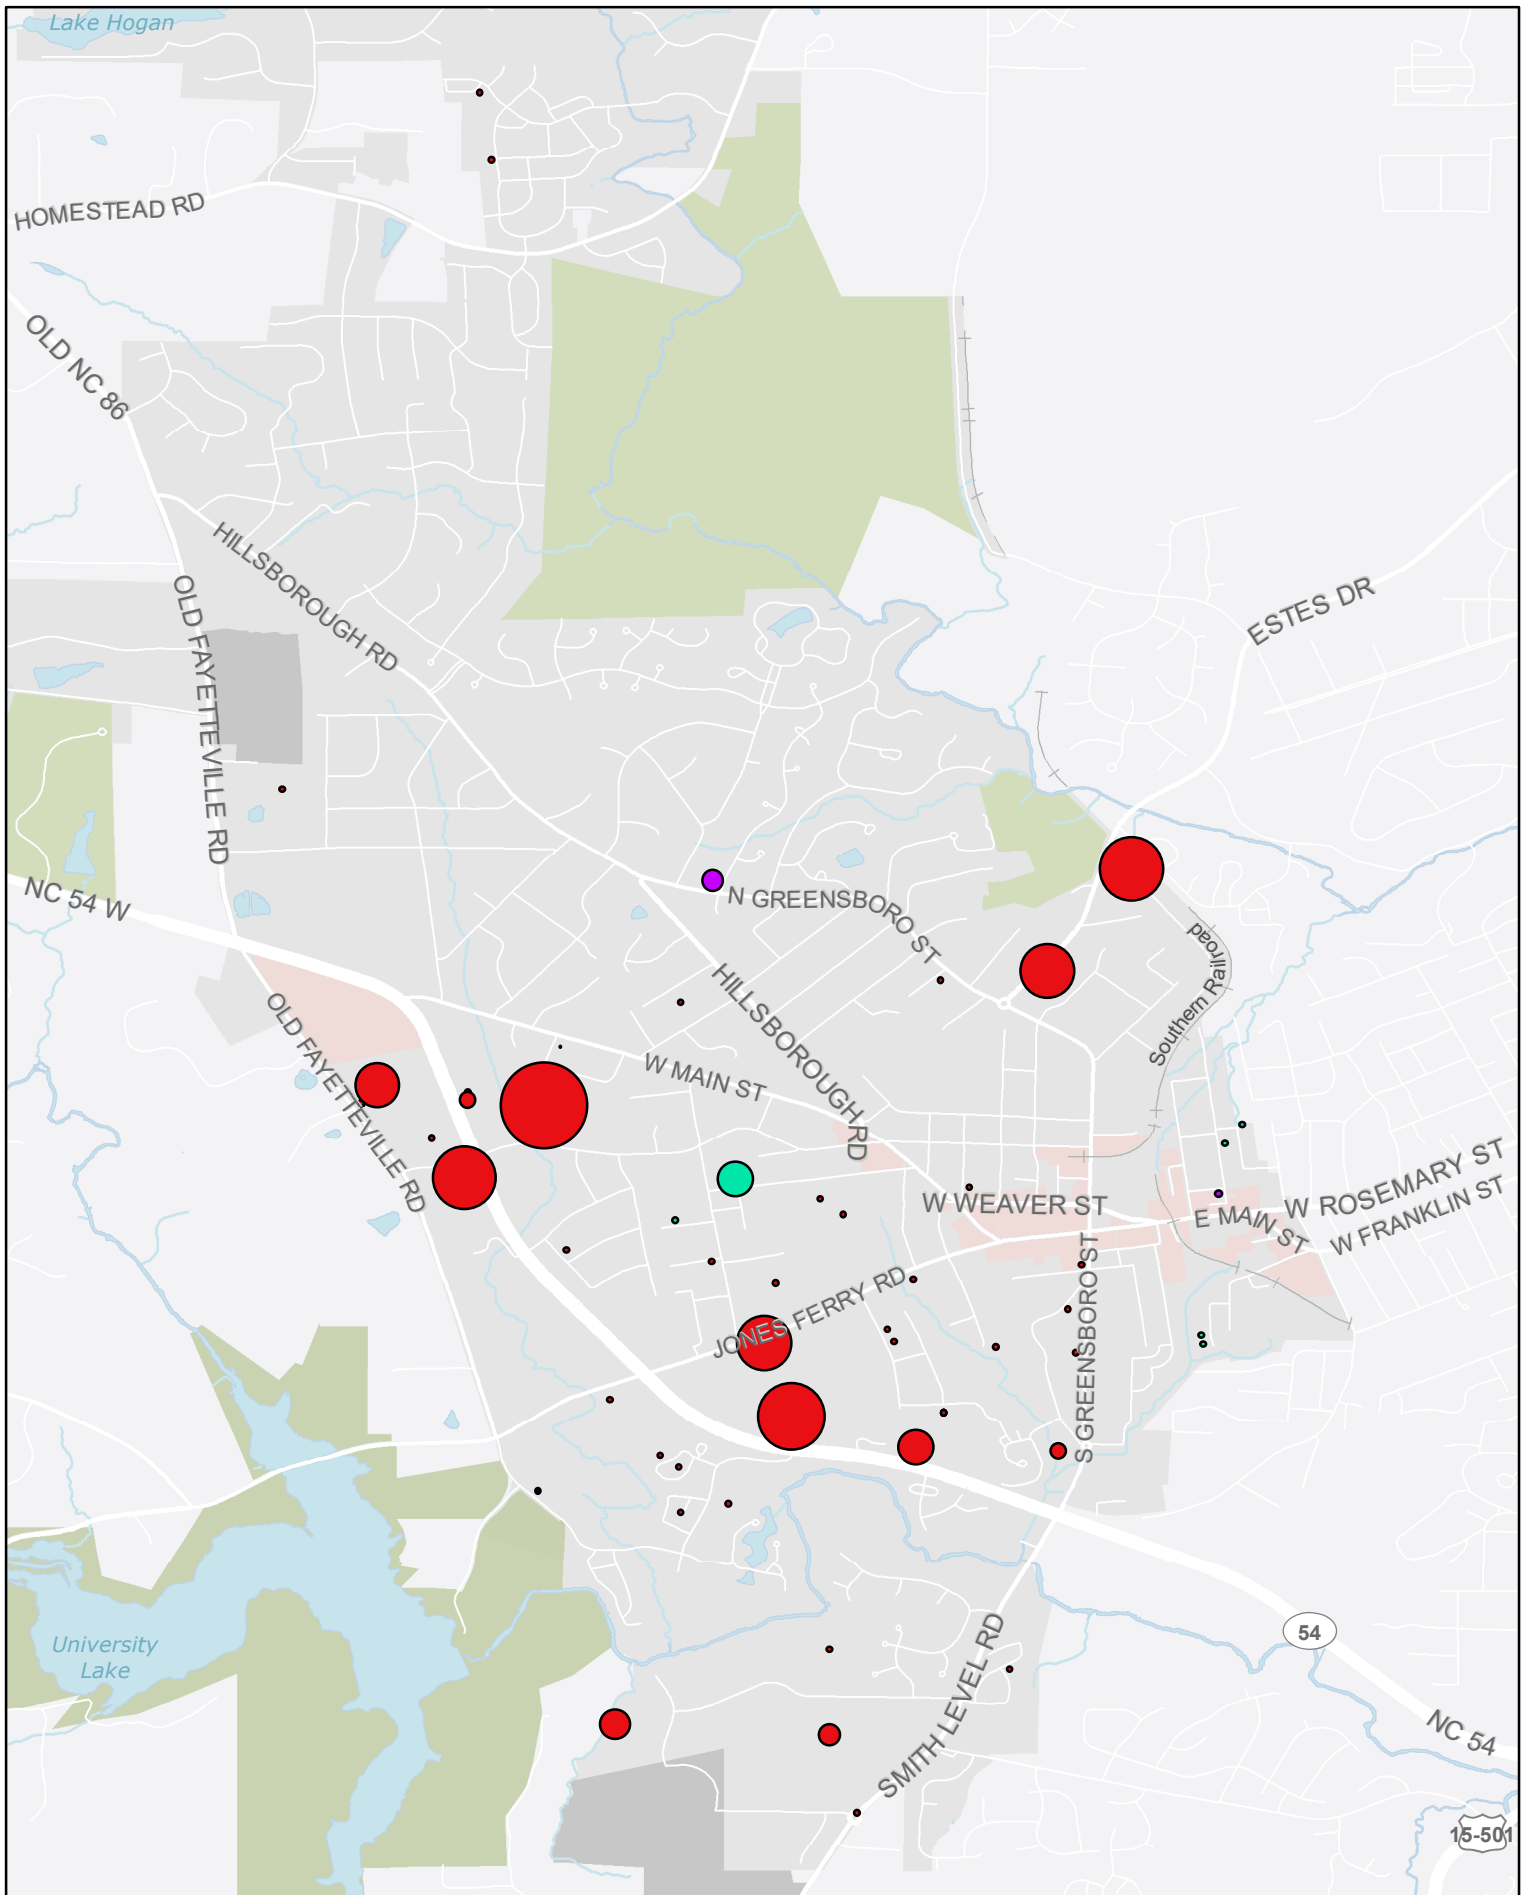 Lake Hogan
HOMESTEAD RD
OLD NC 86
HILLSBOROUGH RD
OLD FAYETTEVILLE RD
ESTES DR
NC 54 W
N GREENSBORO ST
Southern Railroad
HILLSBOROUGH RD
OLD FAYETTEVILLE RD
W MAIN ST
W WEAVER ST
E MAIN ST
W ROSEMARY ST
W FRANKLIN ST
JONES FERRY RD
S GREENSBORO ST
University
Lake
SMITH LEVEL RD
54
NC 54
15-501